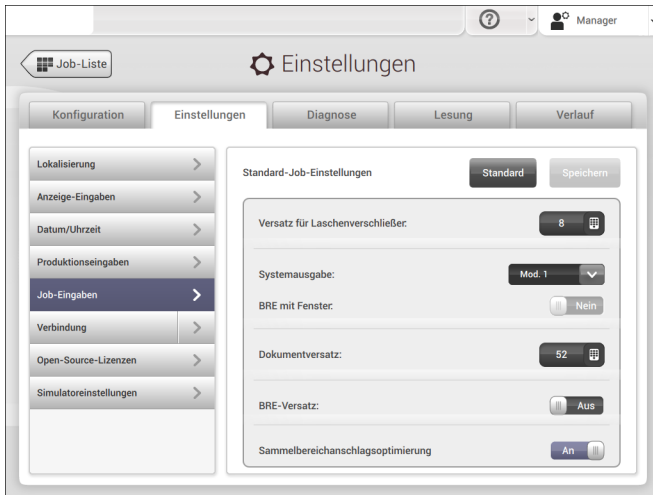 ?
Manager
Job-Liste
Einstellungen
Konfiguration
Einstellungen
Diagnose
Lesung
Verlauf
Lokalisierung
Anzeige-Eingaben
Datum/Uhrzeit
Produktionseingaben
Job-Eingaben
Verbindung
Open-Source-Lizenzen
Simulatoreinstellungen
Standard-Job-Einstellungen
Standard
Speichern
Versatz für Laschenverschließer:
8
Systemausgabe:
Mod. 1
BRE mit Fenster:
Nein
Dokumentversatz:
52
BRE-Versatz:
Aus
Sammelbereichanschlagsoptimierung
An